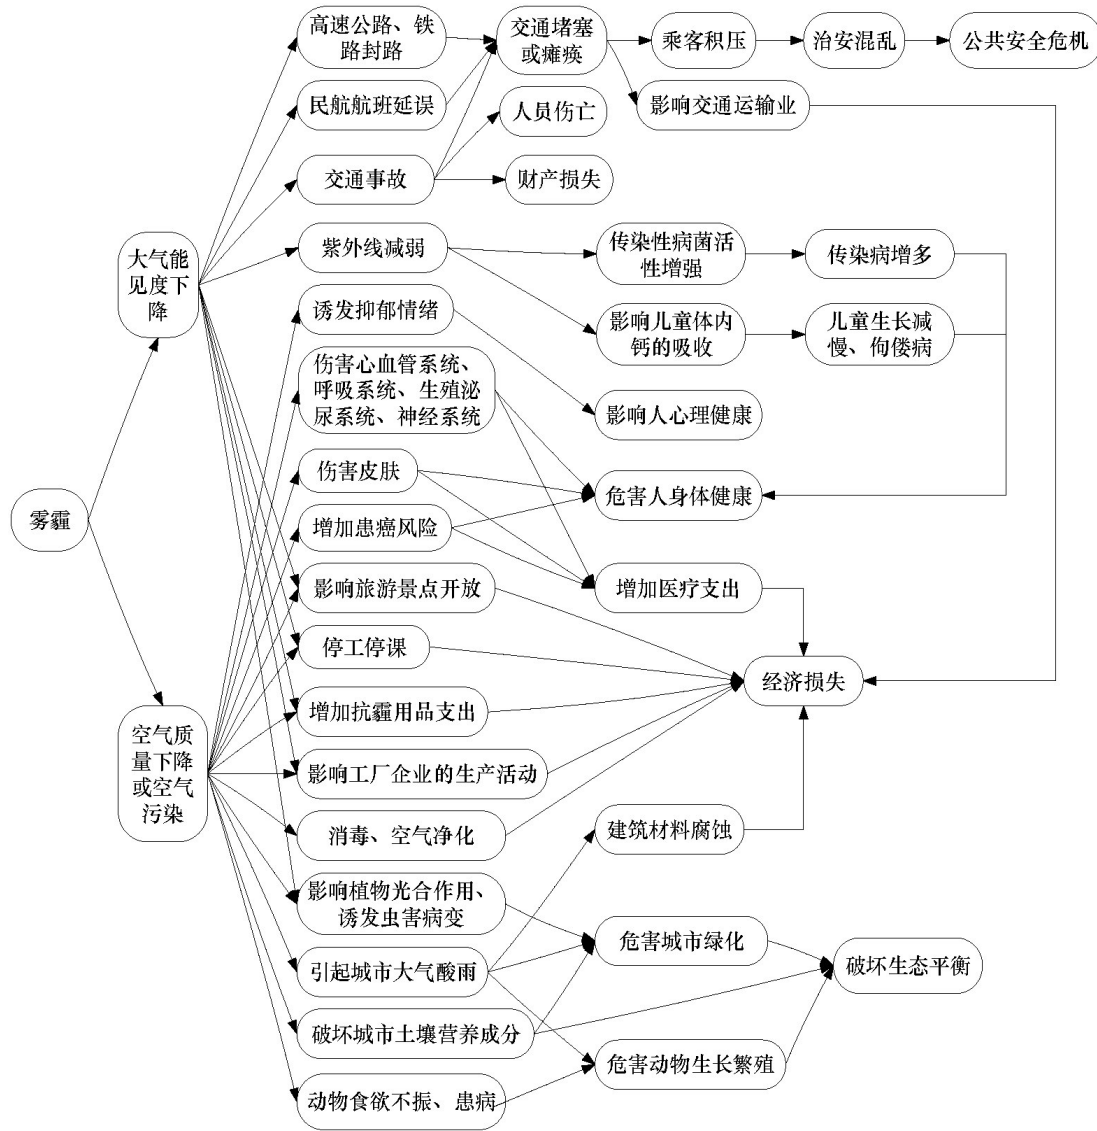 高速公路、铁
路封路
交通堵塞
或瘫痪
乘客积压
治安混乱
公共安全危机
民航航班延误
人员伤亡
影响交通运输业
交通事故
财产损失
大气能
见度下
降
紫外线减弱
传染性病菌活
性增强
传染病增多
诱发抑郁情绪
影响儿童体内
钙的吸收
儿童生长减
慢、佝偻病
伤害心血管系统、
呼吸系统、生殖泌
尿系统、神经系统
影响人心理健康
伤害皮肤
危害人身体健康
雾霾
增加患癌风险
影响旅游景点开放
增加医疗支出
停工停课
经济损失
增加抗霾用品支出
空气质
量下降
或空气
污染
影响工厂企业的生产活动
消毒、空气净化
建筑材料腐蚀
影响植物光合作用、
诱发虫害病变
危害城市绿化
引起城市大气酸雨
破坏生态平衡
破坏城市土壤营养成分
危害动物生长繁殖
动物食欲不振、患病